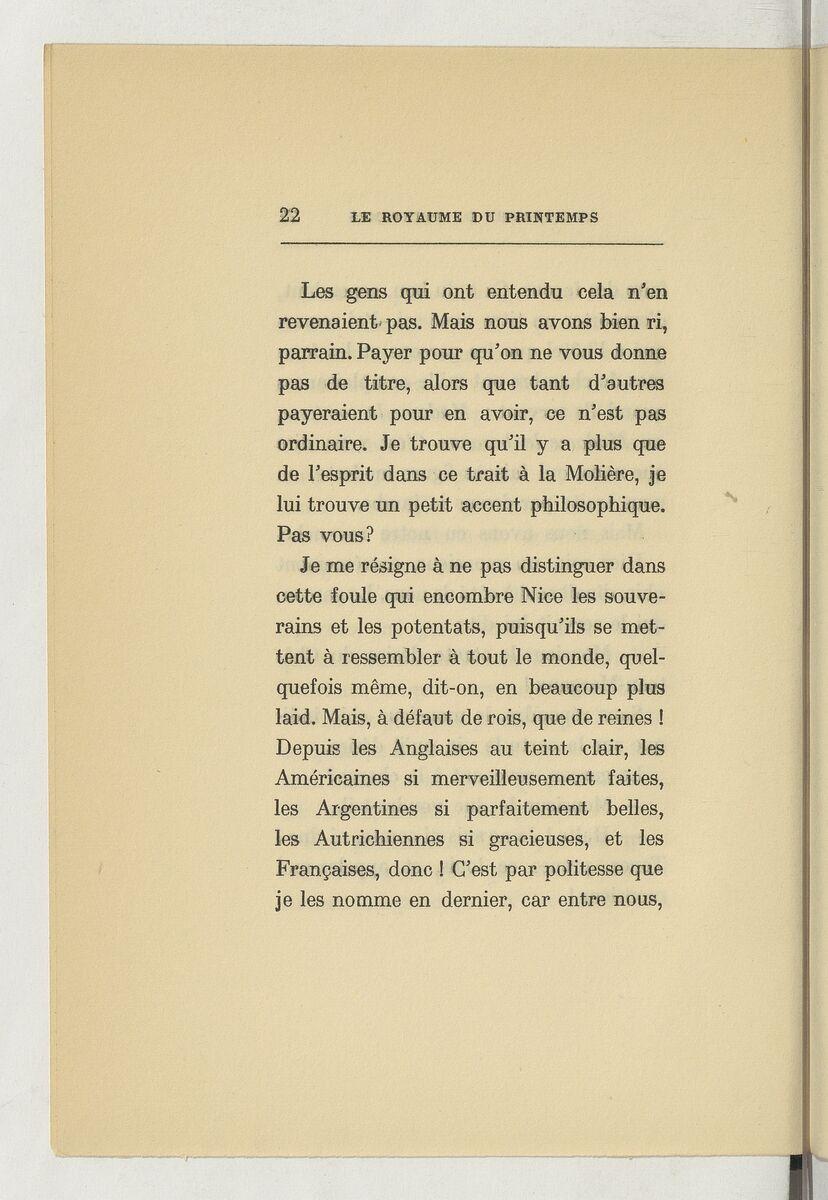 22 LE ROYAUME DU PRINTEMPS
Les gens qui ont entendu cela n'en
revenaient pas. Mais nous avons bien ri,
parrain. Payer pour qu'on ne vous donne
pas de titre, alors que tant d'autres
payeraient pour en avoir, ce n'est pas
ordinaire. Je trouve qu'il y a plus que
de l'esprit dans ce trait à la Molière, je
lui trouve un petit accent philosophique.
Pas vous?
Je me résigne à ne pas distinguer dans
cette foule qui encombre Nice les souve-
rains et les potentats, puisqu'ils se met-
tent à ressembler à tout le monde, quel-
quefois même, dit-on, en beaucoup plus
laid. Mais, à défaut de rois, que de reines !
Depuis les Anglaises au teint clair, les
Américaines si merveilleusement faites,
les Argentines si parfaitement belles,
les Autrichiennes si gracieuses, et les
Françaises, donc ! C'est par politesse que
je les nomme en dernier, car entre nous,